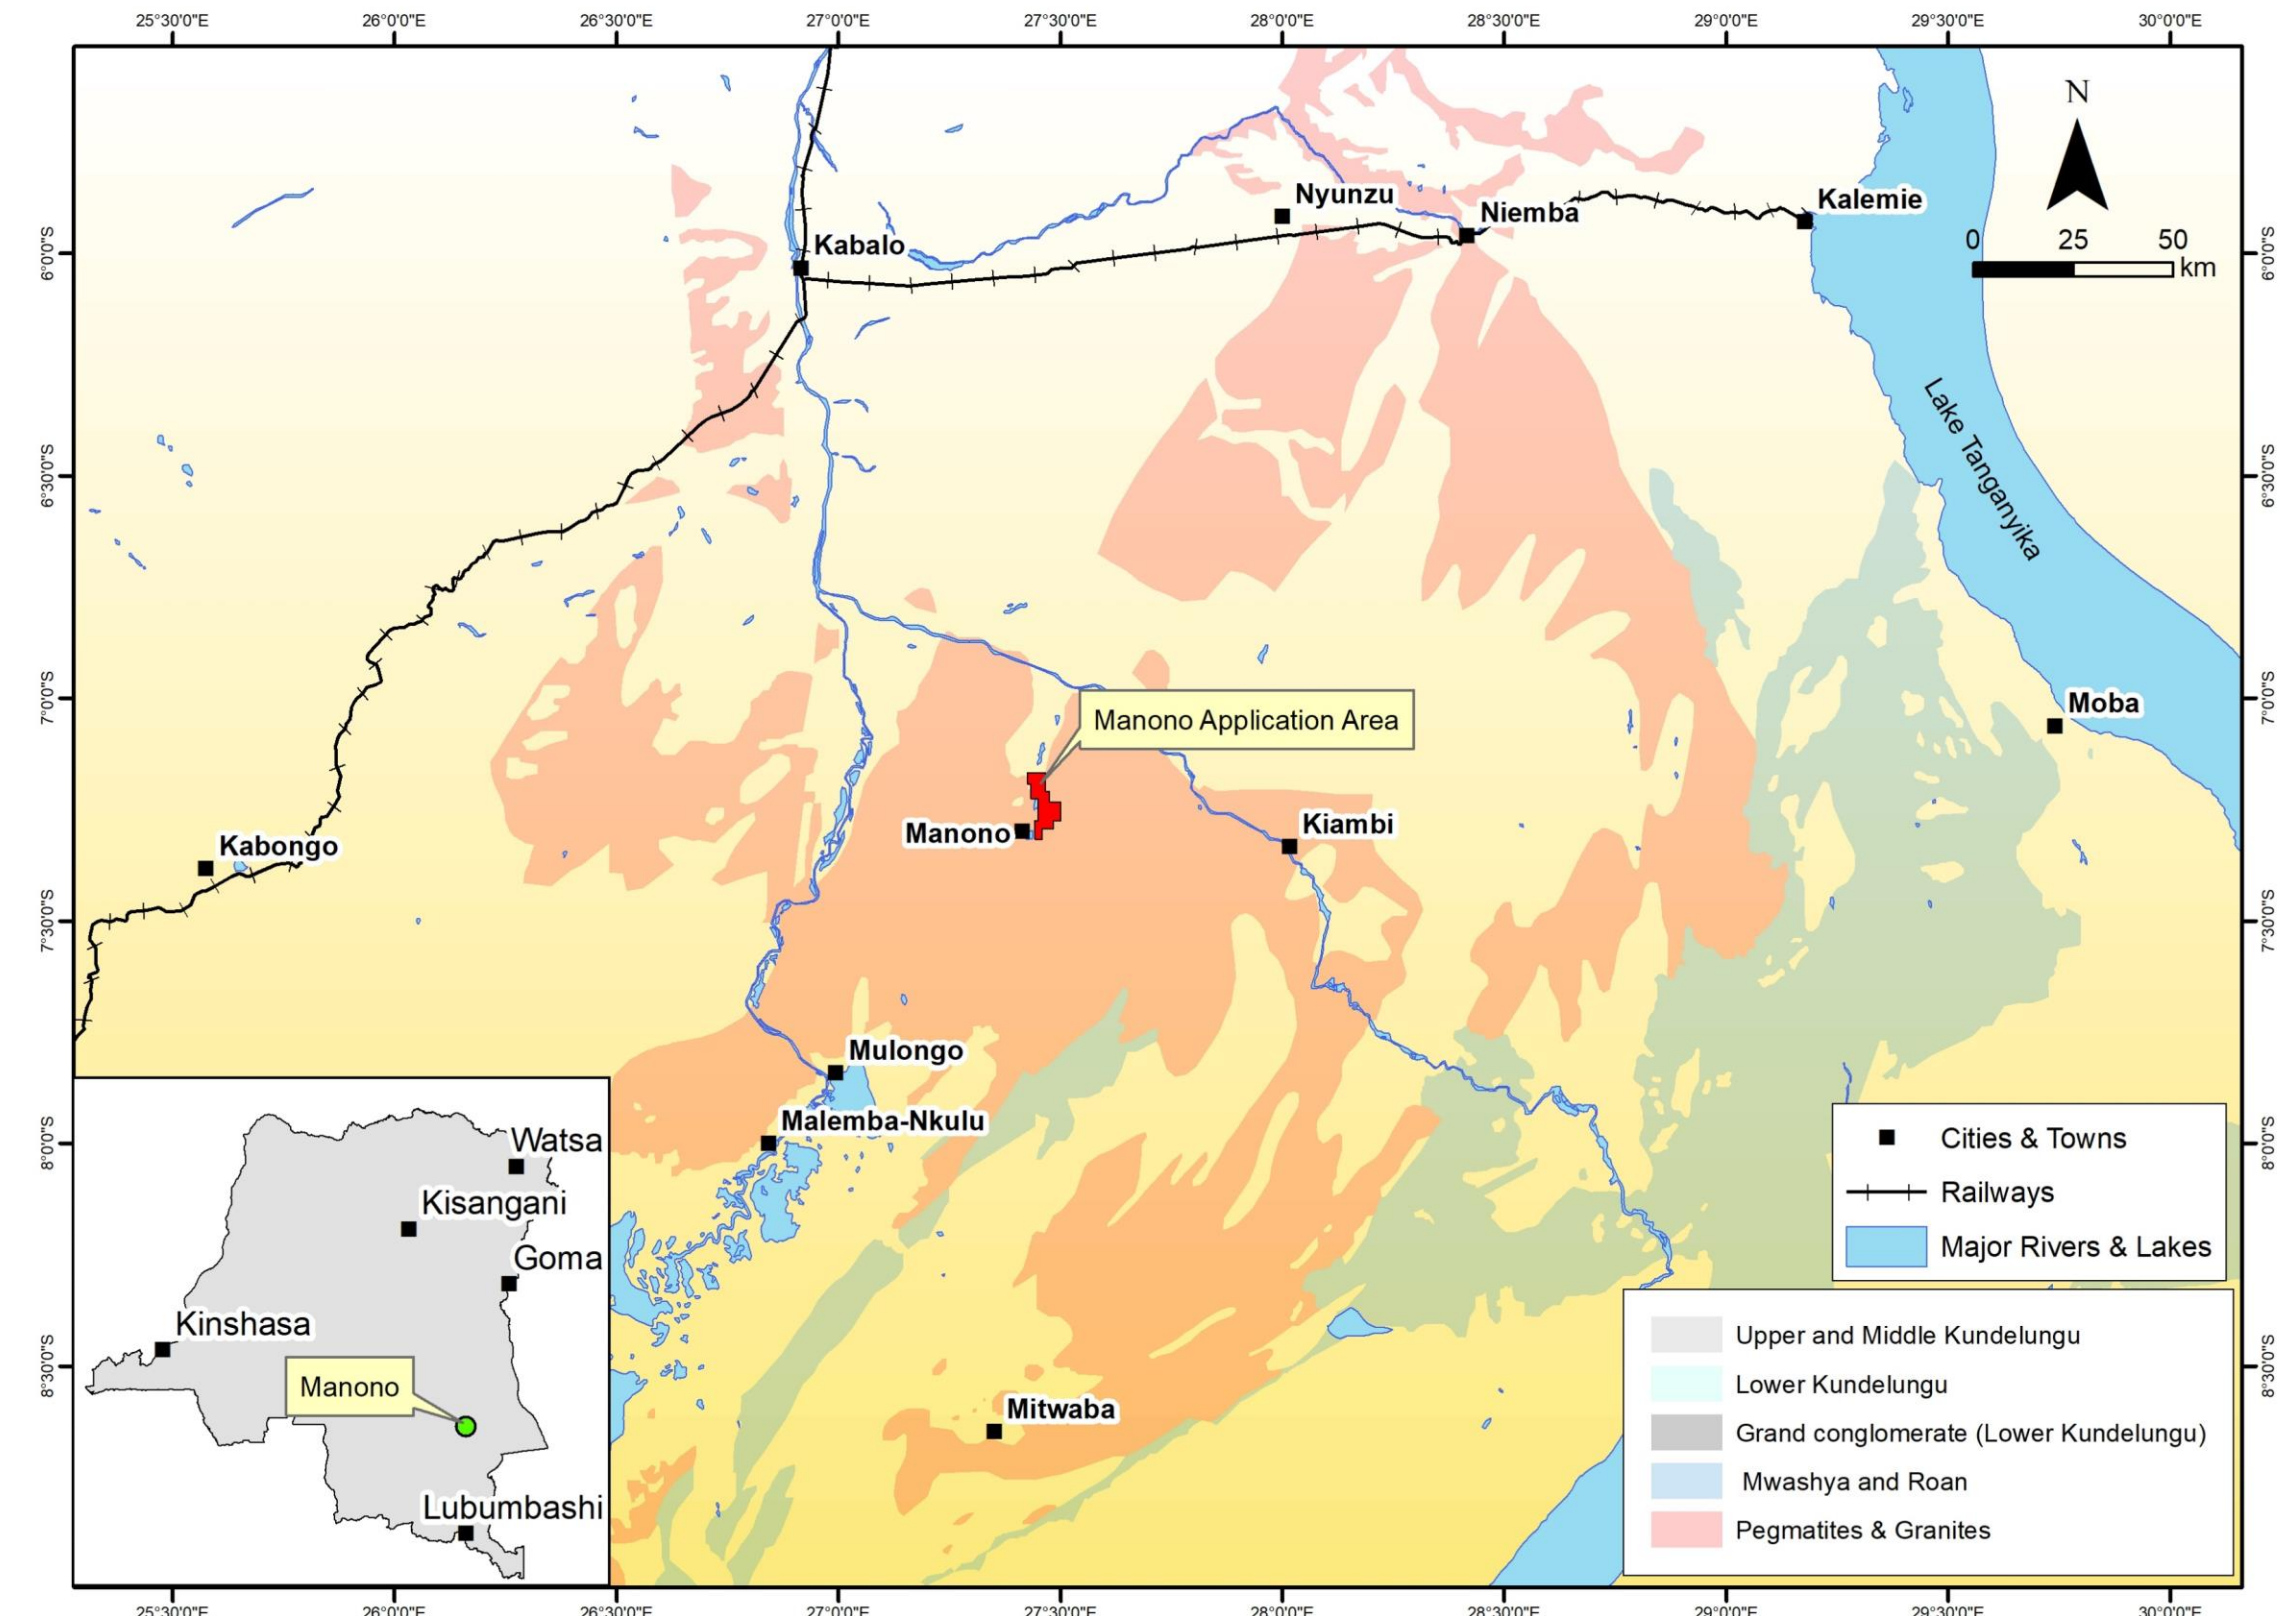 25°30'0"E 26°0'0"E 26°30'0"E 27°0'0"E 27°30'0"E 28°0'0"E 28°30'0"E 29°0'0"E 29°30'0"E 30°0'0"E
N
Nyunzu
Niemba
Kalemie
Kabalo
0 25 50
km
6°0'0"S 6°0'0"S
Lake Tanganyika
6°30'0"S 6°30'0"S
7°0'0"S 7°0'0"S
Moba
Manono Application Area
Manono
Kiambi
Kabongo
7°30'0"S 7°30'0"S
Mulongo
Malemba-Nkulu
8°0'0"S 8°0'0"S
Mitwaba
8°30'0"S 8°30'0"S
Watsa
Kisangani
Goma
Kinshasa
Manono
Lubumbashi
Cities & Towns
Railways
Major Rivers & Lakes
Upper and Middle Kundelungu
Lower Kundelungu
Grand conglomerate (Lower Kundelungu)
Mwashya and Roan
Pegmatites & Granites
25°30'0"E 26°0'0"E 26°30'0"E 27°0'0"E 27°30'0"E 28°0'0"E 28°30'0"E 29°0'0"E 29°30'0"E 30°0'0"E